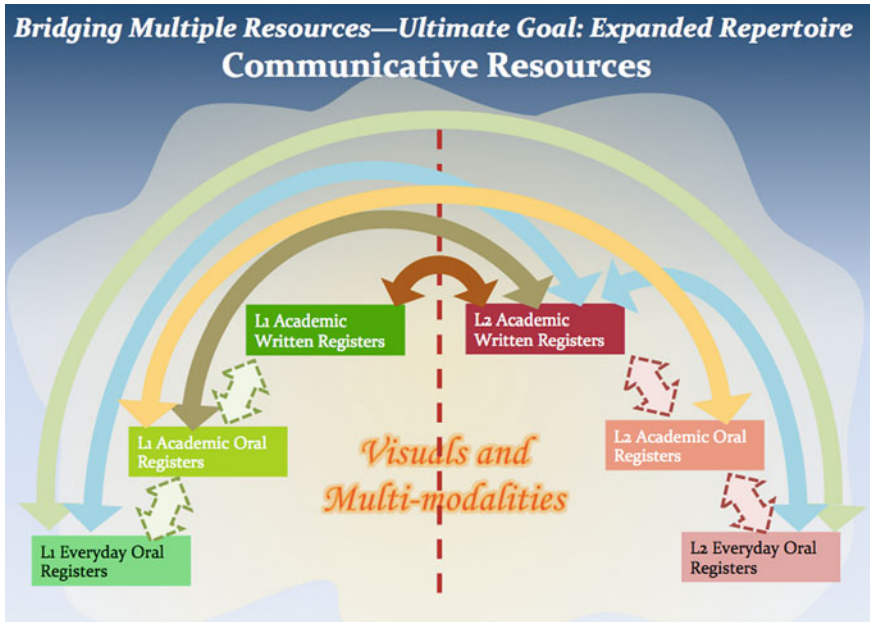 Bridging Multiple Resources—Ultimate Goal: Expanded Repertoire
Communicative Resources
L1 Academic
Written Registers
L2 Academic
Written Registers
L1 Academic Oral
Registers
L2 Academic Oral
Registers
Visuals and
Multi-modalities
L1 Everyday Oral
Registers
L2 Everyday Oral
Registers